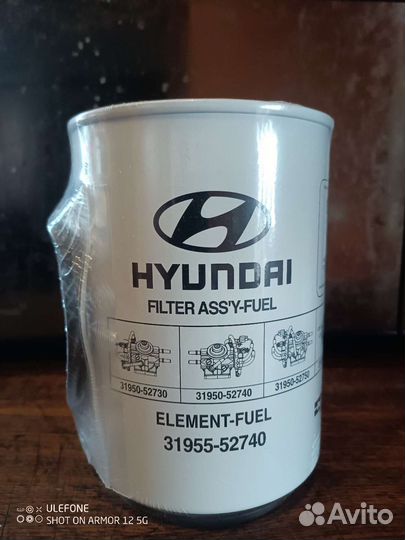 HYUNDAI
FILTER ASS'Y-FUEL
31950-52730 31950-52740 31950-52750
ELEMENT-FUEL
31955-52740
ULEFONE
SHOT ON ARMOR 12 5G
Avito